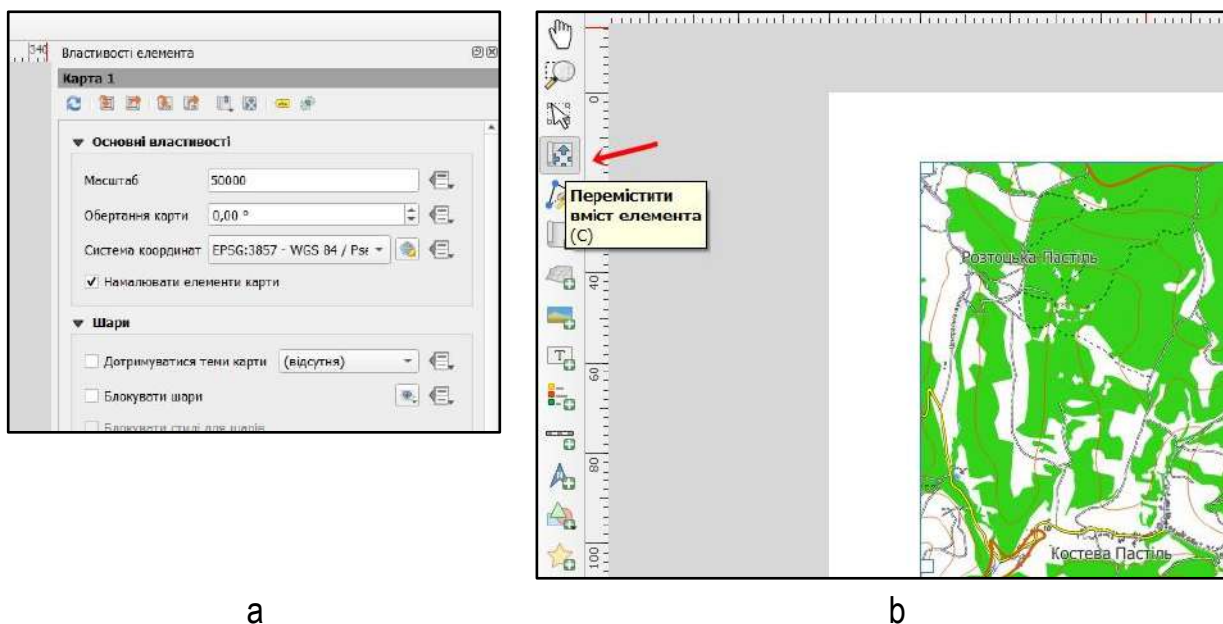 340
Властивості елемента
Карта 1
Основні властивості
Масштаб 50000
Обертання карти 0,00 °
Система координат EPSG:3857 - WGS 84 / Pse
Намалювати елементи карти
Шари
Дотримуватися теми карти (відсутня)
Блокувати шари
Блокувати стилі для шарів
a
0
40
60
80
100
Перемістити
вміст елемента
(C)
Розтоцька Пастіль
Костева Пастіль
b